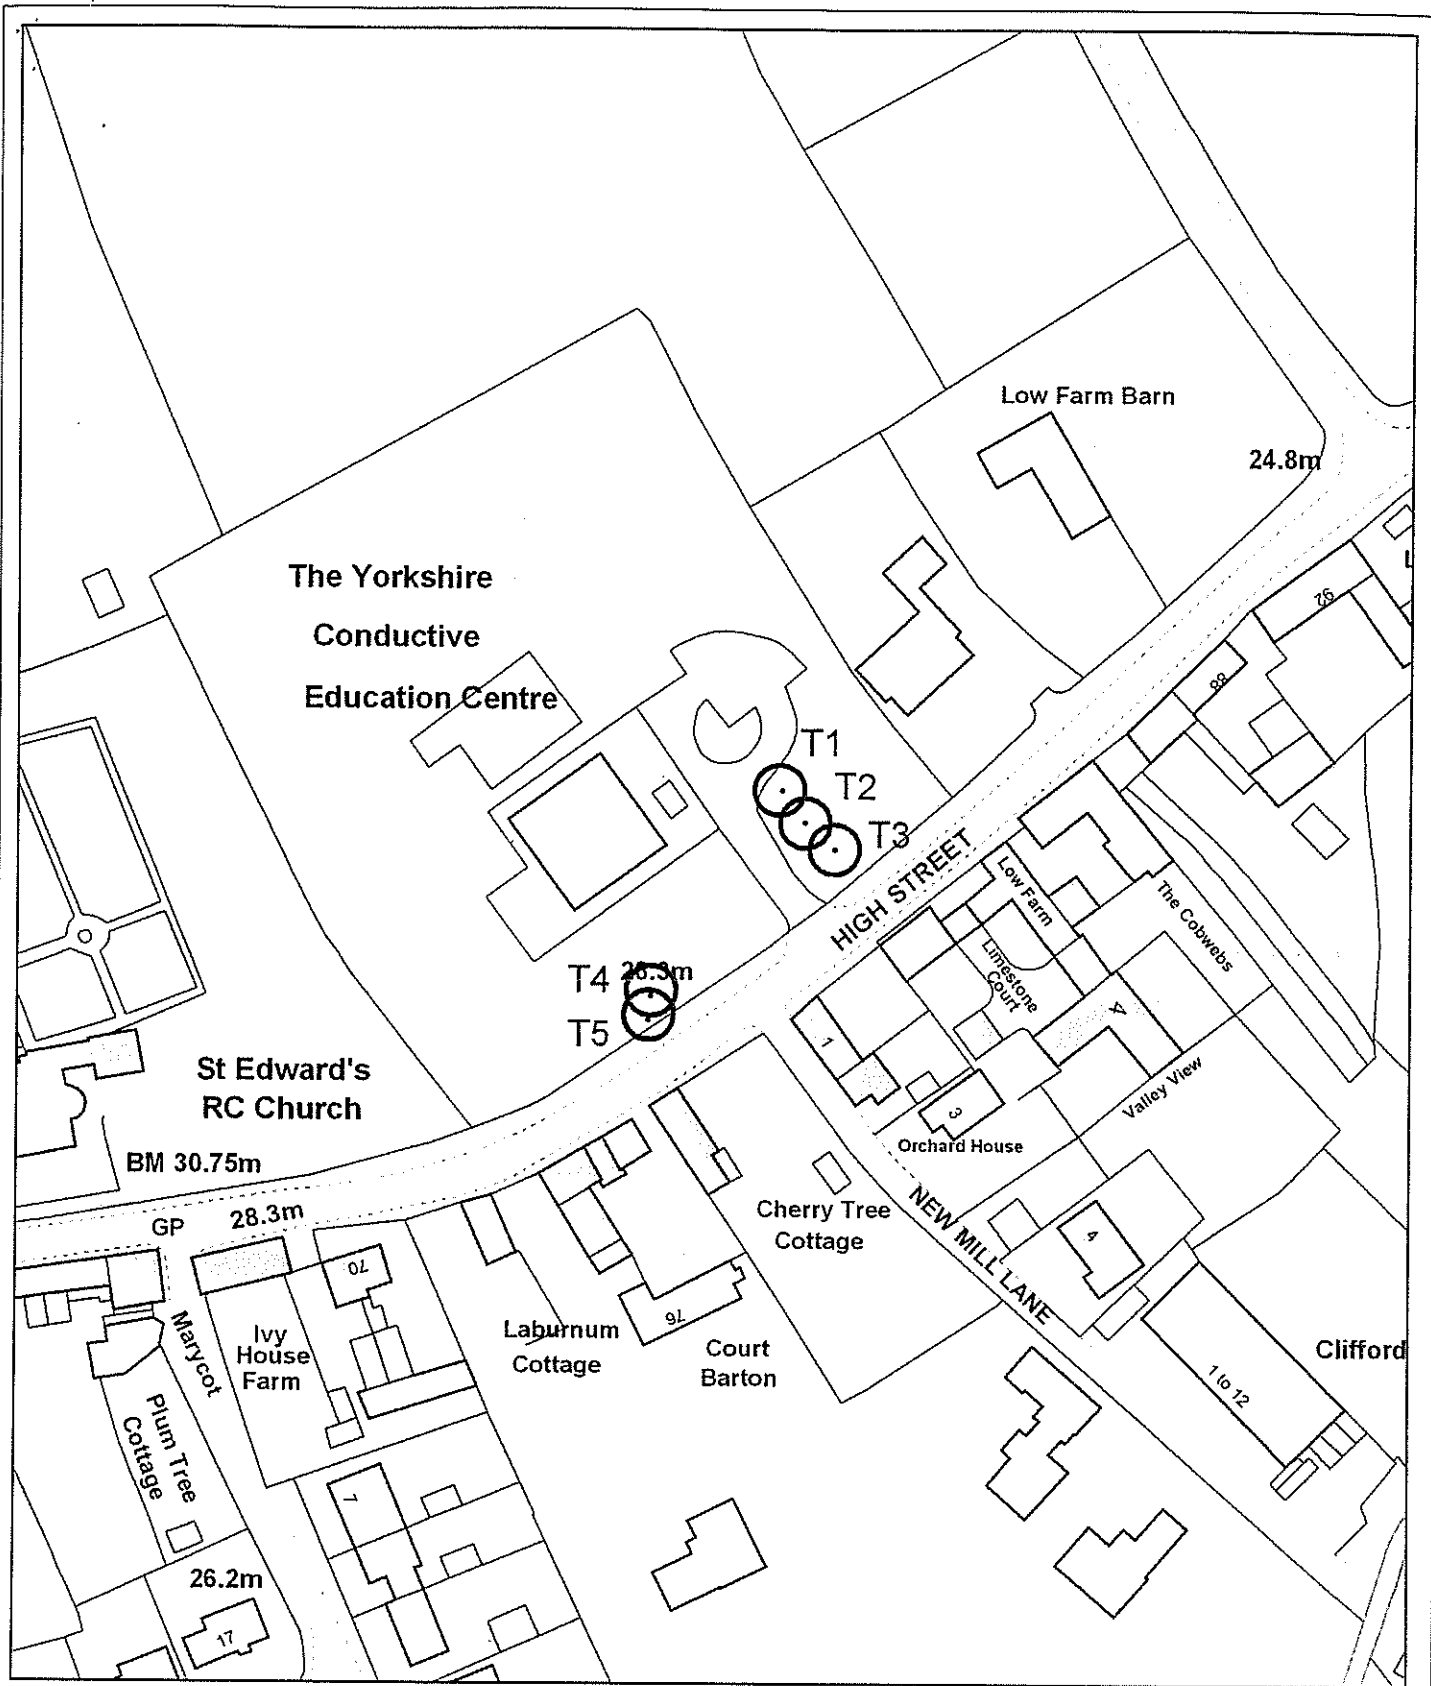 Low Farm Barn
24.8m
The Yorkshire
Conductive
Education Centre
92
88
T1
T2
T3
HIGH STREET
Low Farm
The Cobwebs
Limestone
Court
T4
T5
1
3
Orchard House
Valley View
St Edward's
RC Church
BM 30.75m
GP
28.3m
Cherry Tree
Cottage
NEW MILL LANE
4
70
76
Marycot
Ivy
House
Farm
Laburnum
Cottage
Court
Barton
Clifford
1 to 12
Plum Tree
Cottage
7
26.2m
17